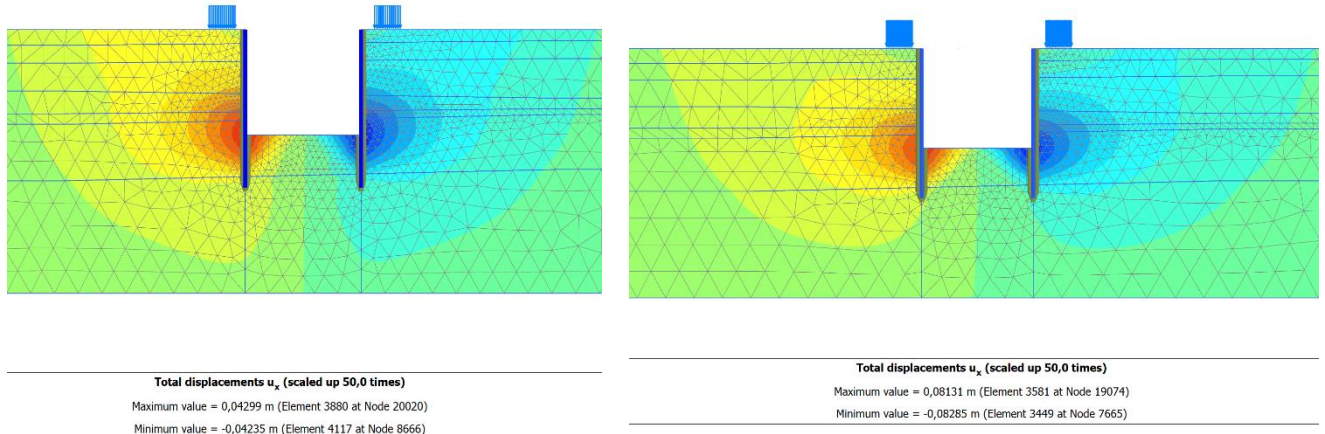 Total displacements uₓ (scaled up 50,0 times)
Maximum value = 0,04299 m (Element 3880 at Node 20020)
Minimum value = -0,04235 m (Element 4117 at Node 8666)
Total displacements uₓ (scaled up 50,0 times)
Maximum value = 0,08131 m (Element 3581 at Node 19074)
Minimum value = -0,08285 m (Element 3449 at Node 7665)